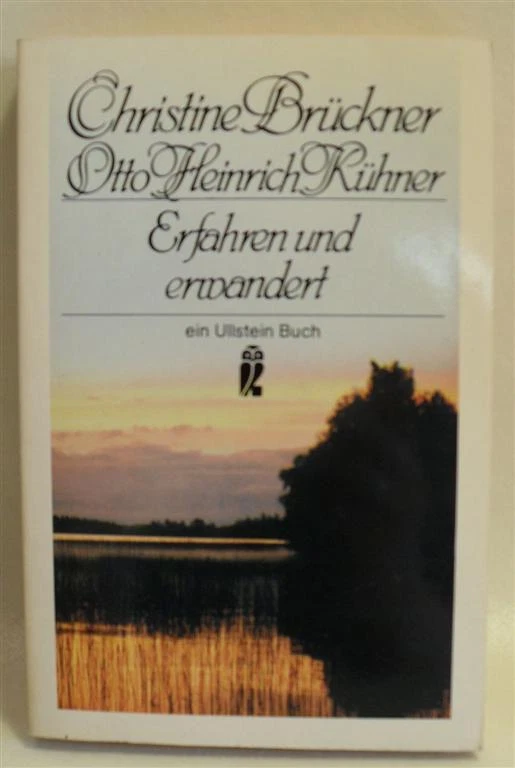 Christine Brückner
Otto Heinrich Kühner
Erfahren und
erwandert
ein Ullstein Buch